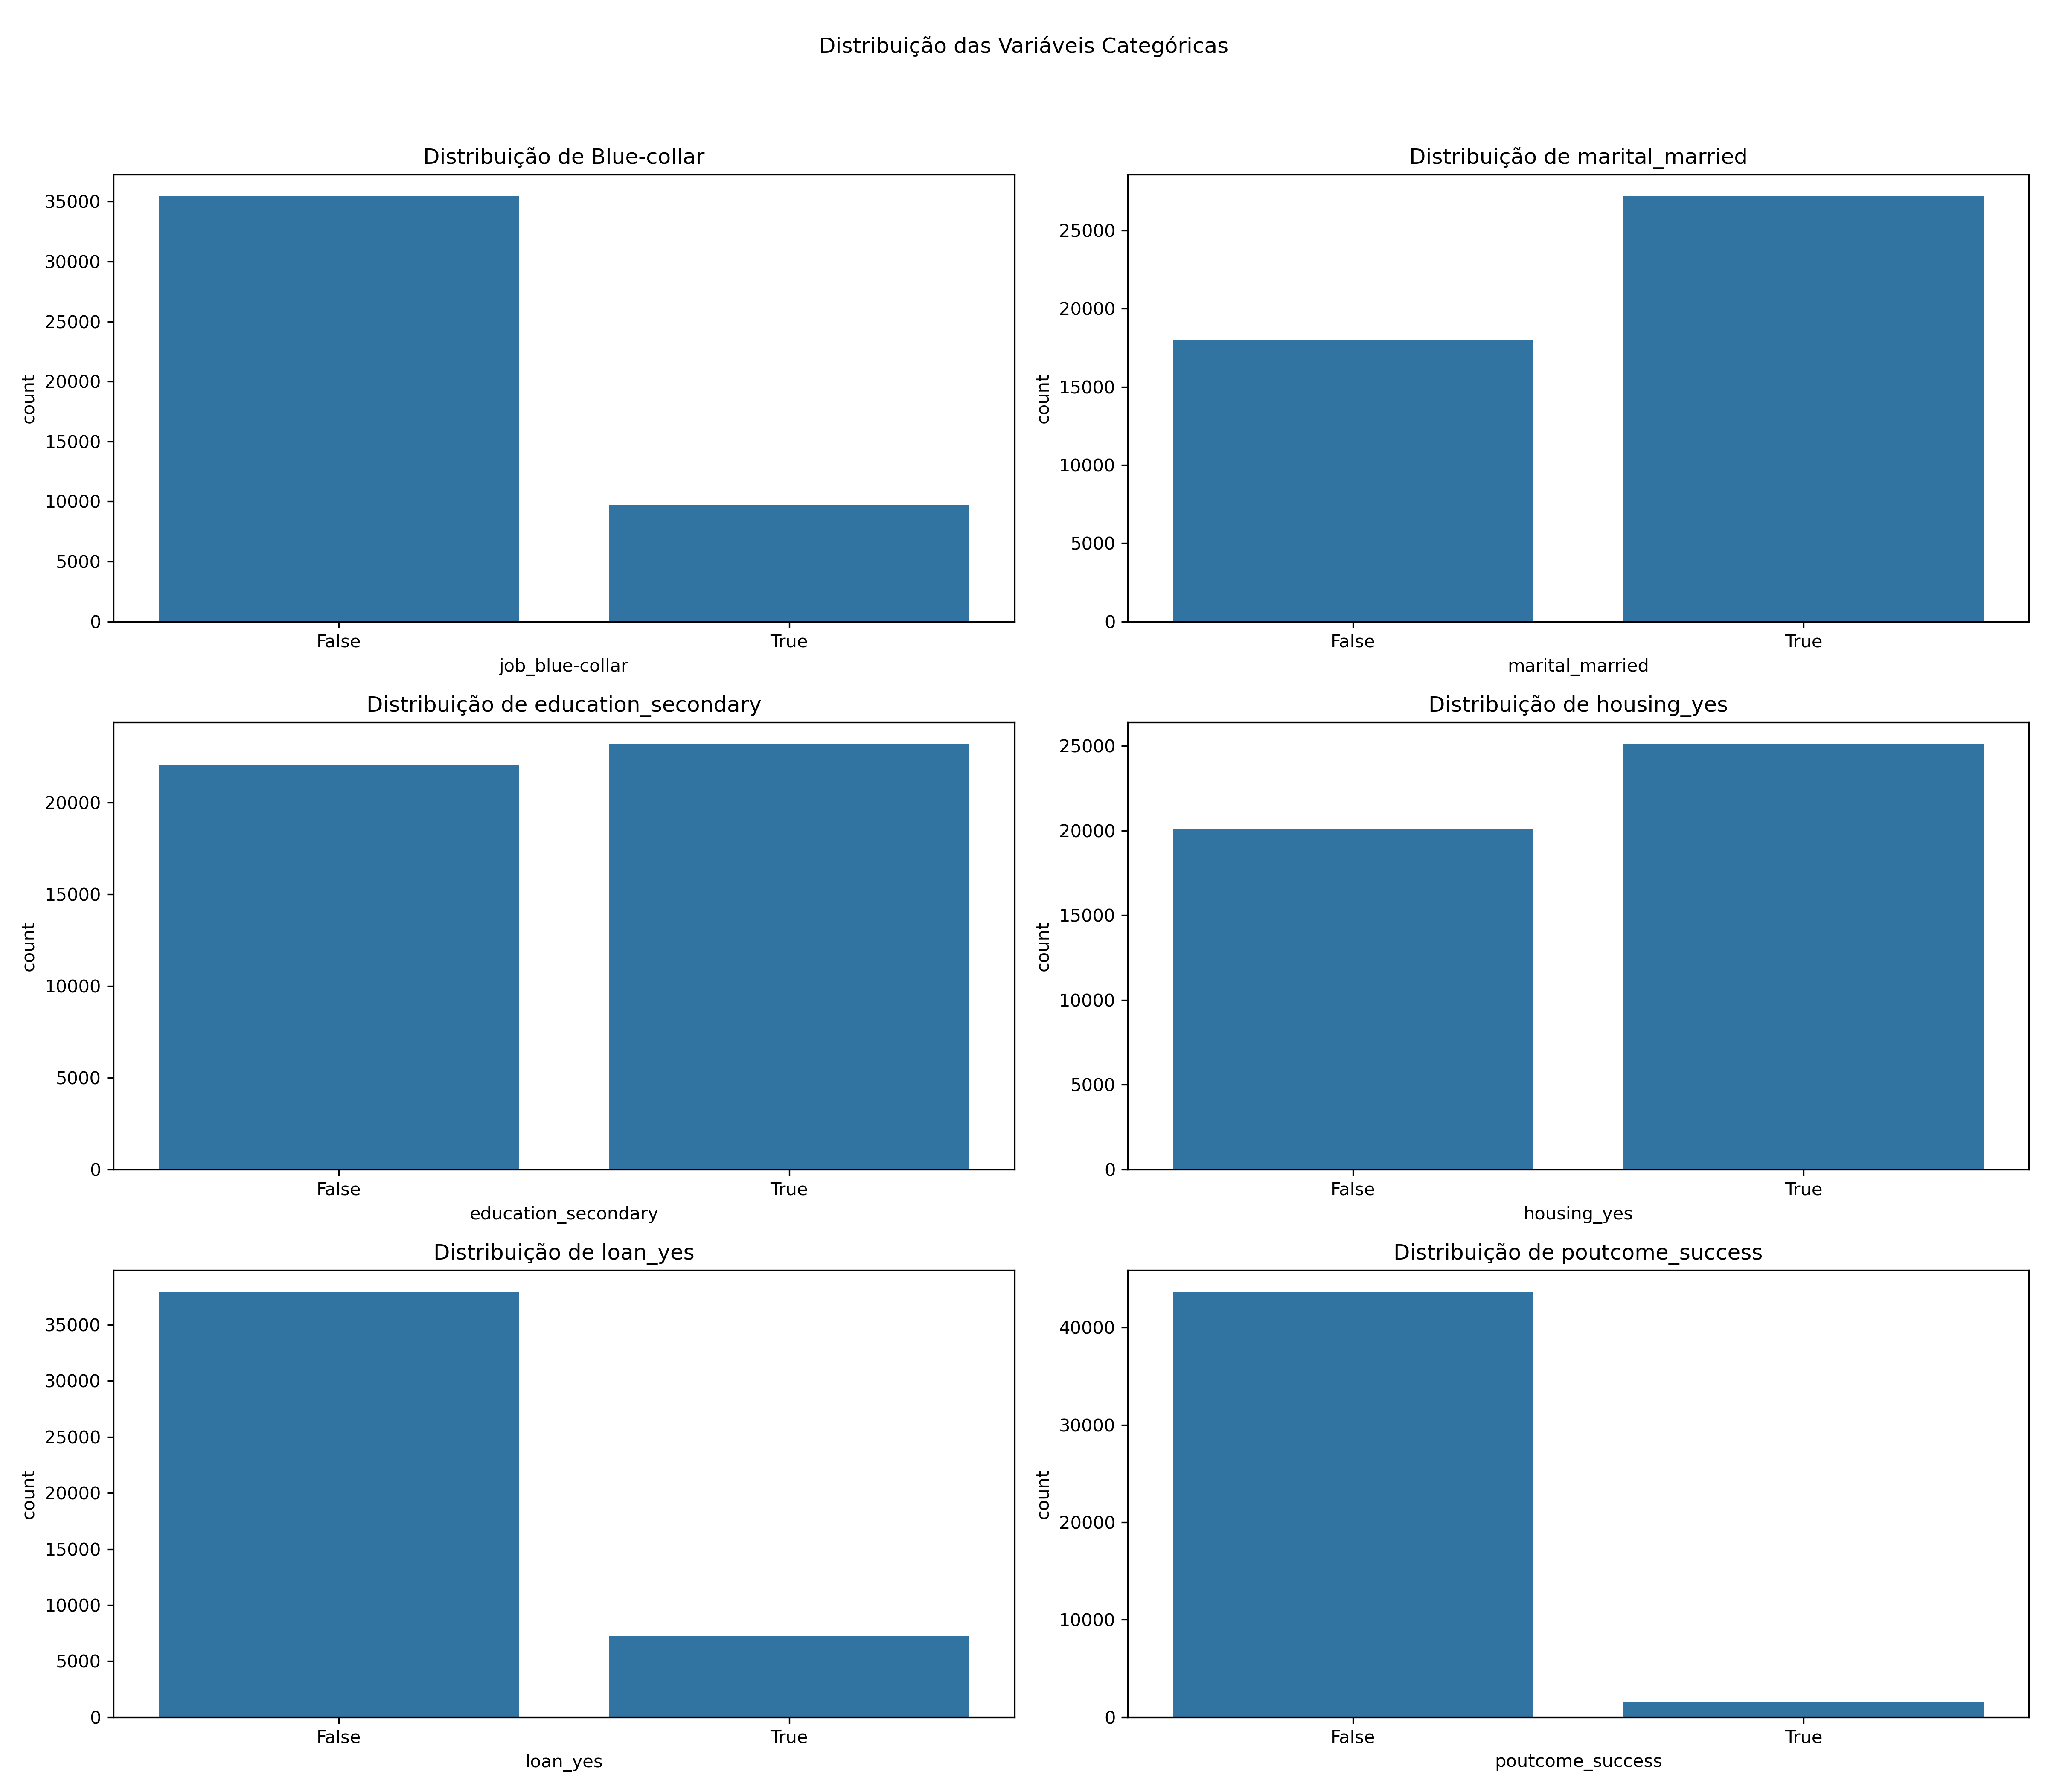 Distribuição das Variáveis Categóricas
Distribuição de Blue-collar
count
35000
30000
25000
20000
15000
10000
5000
0
False
True
job_blue-collar
Distribuição de marital_married
count
25000
20000
15000
10000
5000
0
False
True
marital_married
Distribuição de education_secondary
count
20000
15000
10000
5000
0
False
True
education_secondary
Distribuição de housing_yes
count
25000
20000
15000
10000
5000
0
False
True
housing_yes
Distribuição de loan_yes
count
35000
30000
25000
20000
15000
10000
5000
0
False
True
loan_yes
Distribuição de poutcome_success
count
40000
30000
20000
10000
0
False
True
poutcome_success